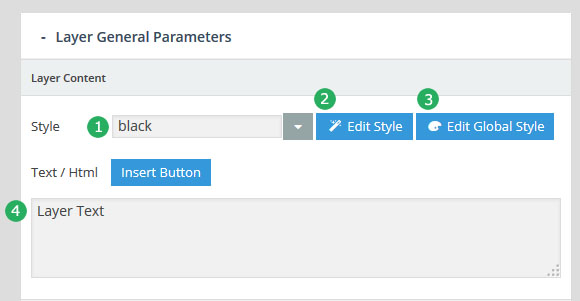 - Layer General Parameters
Layer Content
Style 1 black 2 Edit Style 3 Edit Global Style
Text / Html Insert Button
4 Layer Text